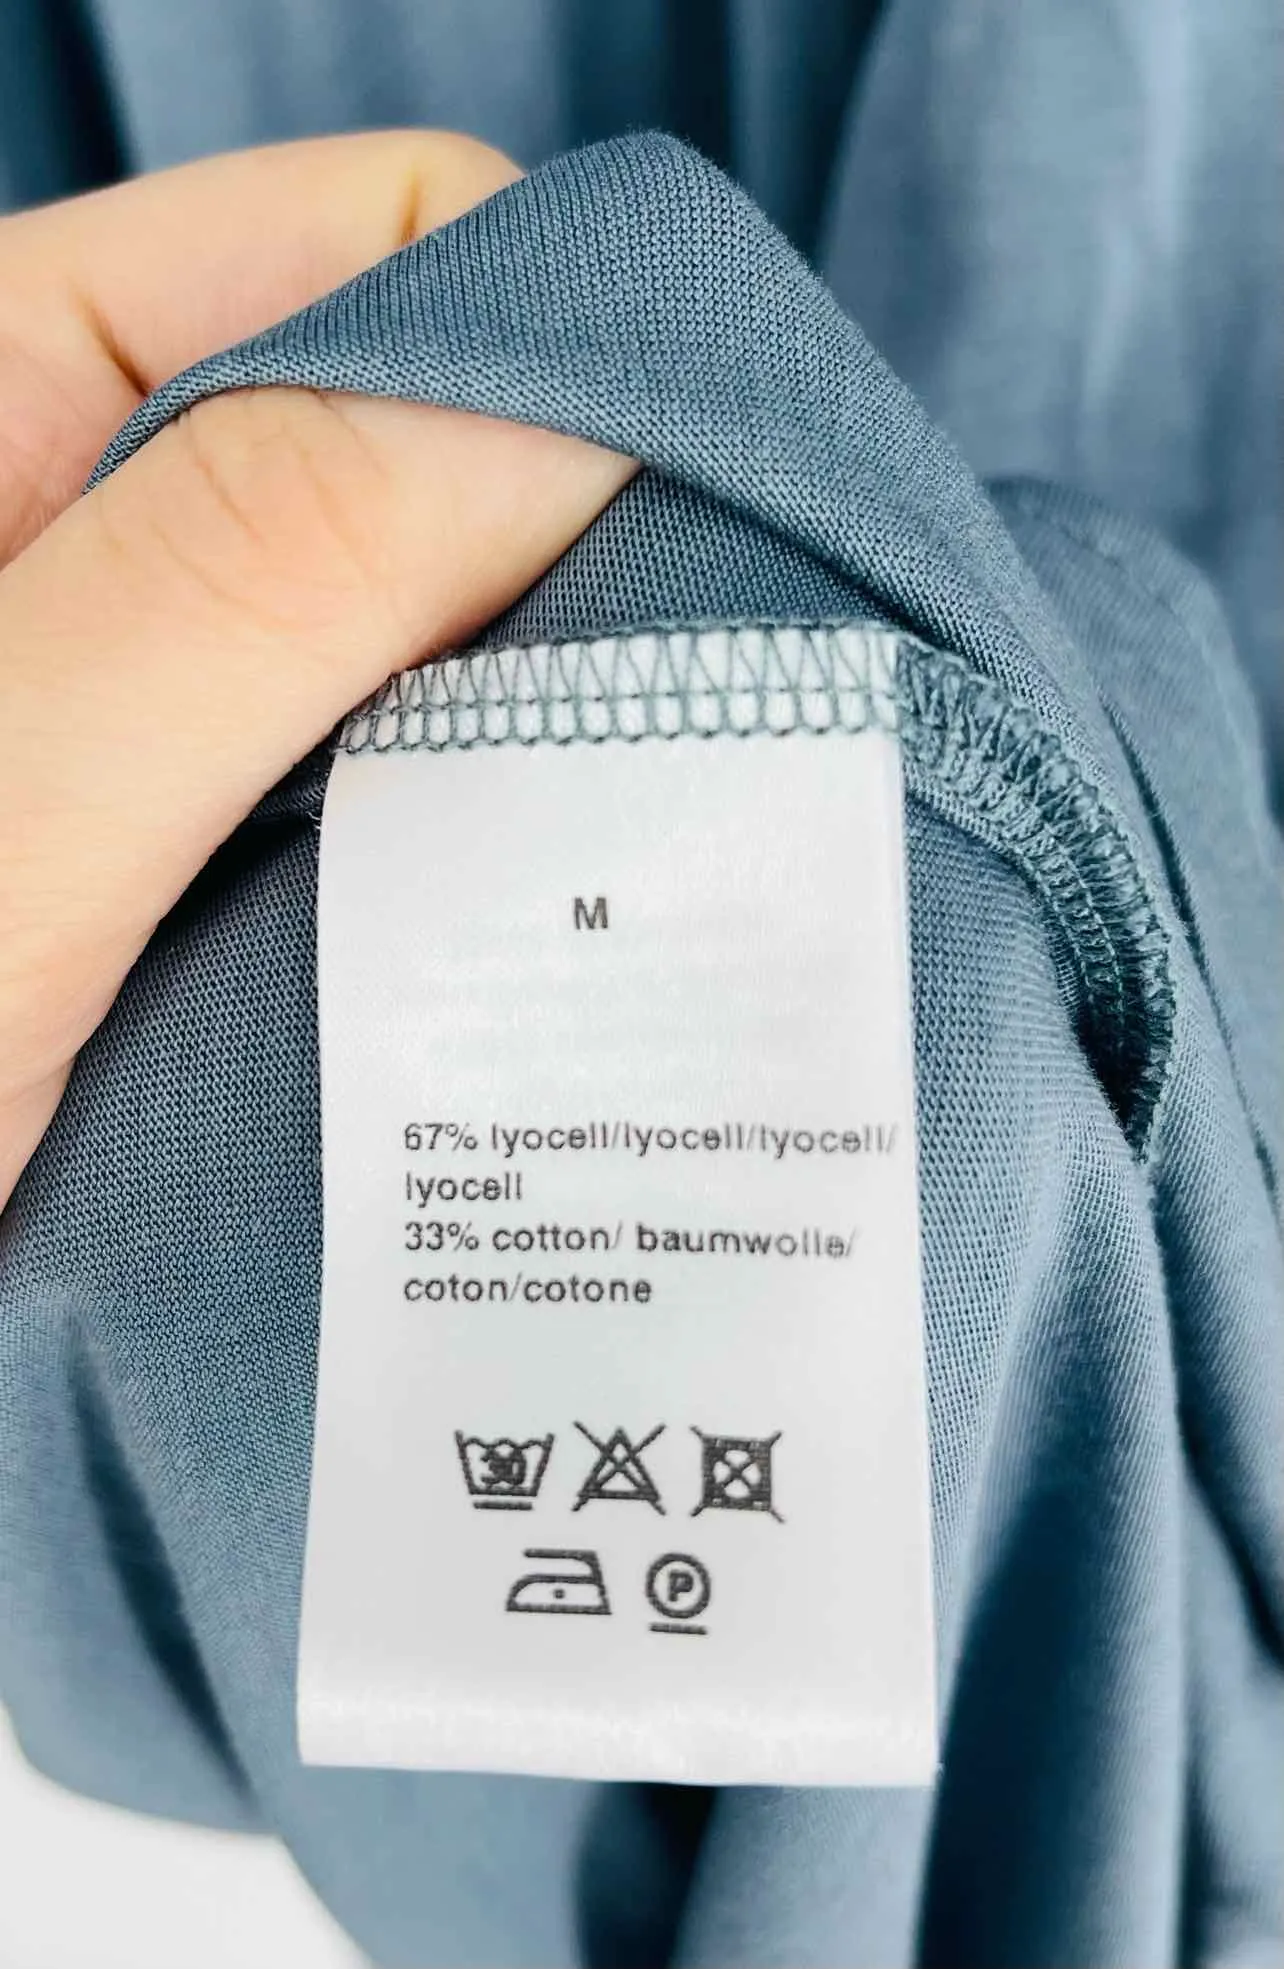 M
67% lyocell/lyocell/lyocell/
lyocell
33% cotton/ baumwolle/
coton/cotone
30
P